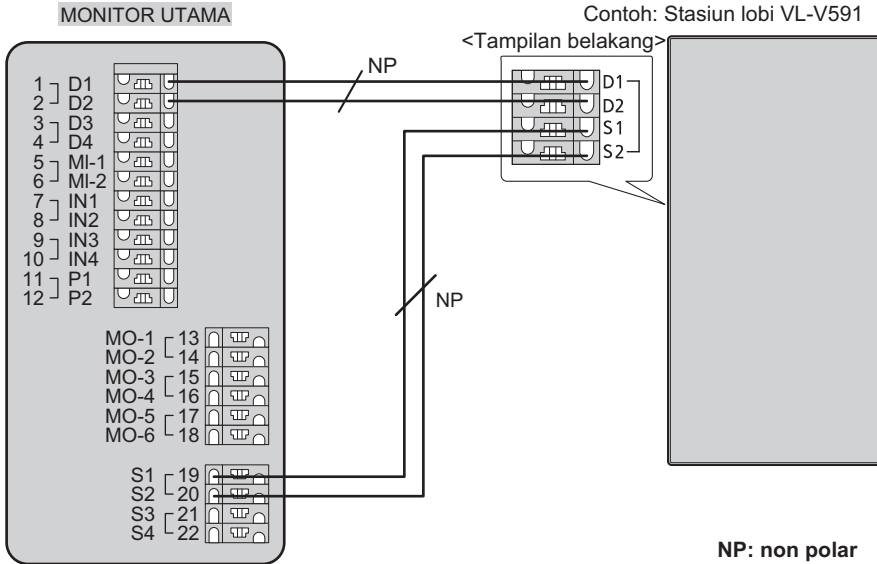 MONITOR UTAMA
Contoh: Stasiun lobi VL-V591
<Tampilan belakang>
1 D1
2 D2
3 D3
4 D4
5 MI-1
6 MI-2
7 IN1
8 IN2
9 IN3
10 IN4
11 P1
12 P2
NP
D1
D2
S1
S2
NP
MO-1 13
MO-2 14
MO-3 15
MO-4 16
MO-5 17
MO-6 18
S1 19
S2 20
S3 21
S4 22
NP: non polar